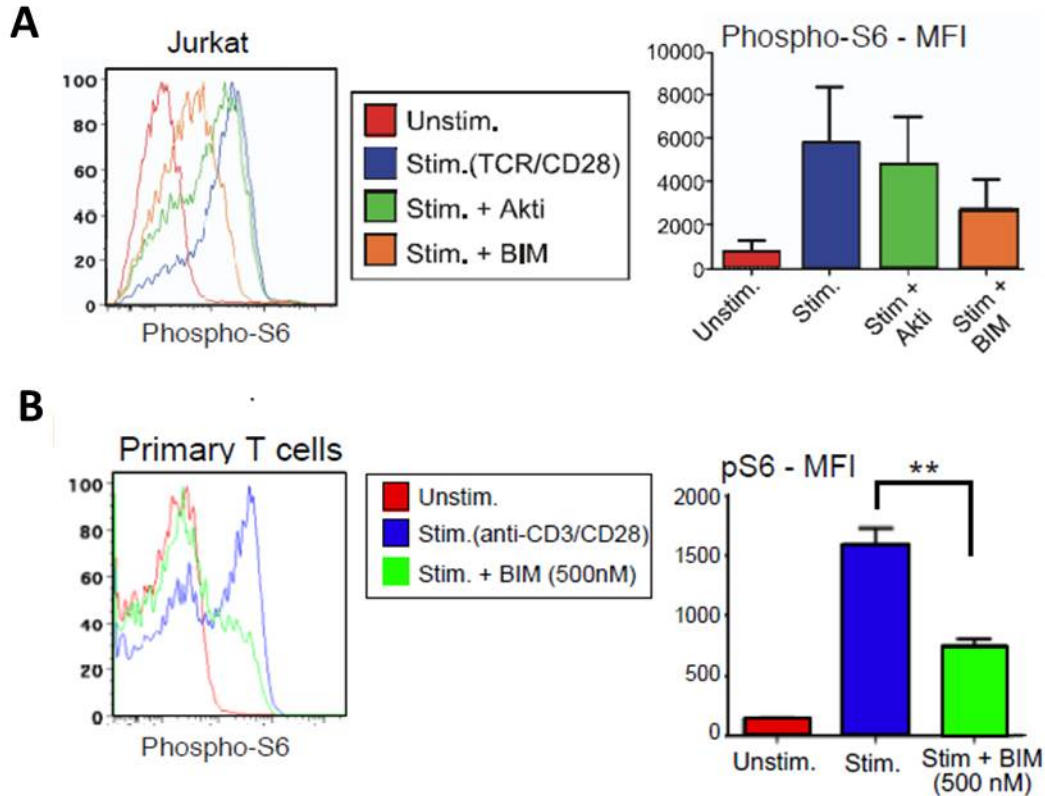 A
Jurkat
100
80
60
40
20
0
Phospho-S6
Unstim.
Stim.(TCR/CD28)
Stim. + Akti
Stim. + BIM
Phospho-S6 - MFI
10000
8000
6000
4000
2000
0
Unstim.
Stim.
Stim +
Akti
Stim +
BIM
B
Primary T cells
100
80
60
40
20
0
Phospho-S6
Unstim.
Stim.(anti-CD3/CD28)
Stim. + BIM (500nM)
pS6 - MFI
**
2000
1500
1000
500
0
Unstim.
Stim.
Stim + BIM
(500 nM)